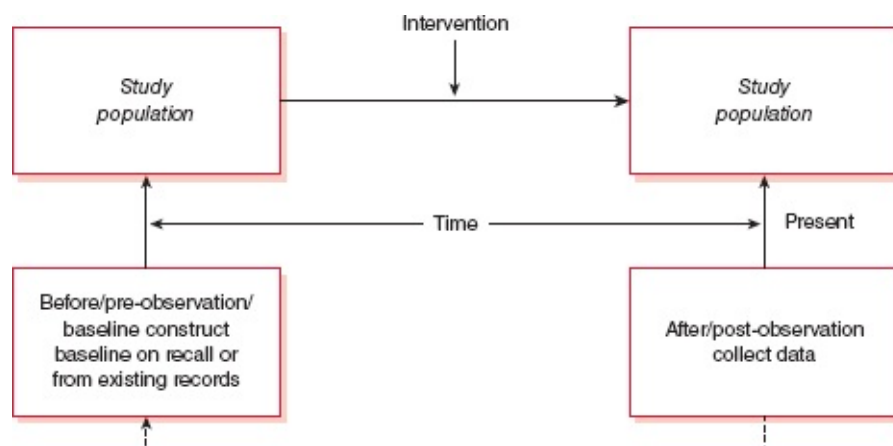 Intervention
Study
population
Study
population
Time
Present
Before/pre-observation/
baseline construct
baseline on recall or
from existing records
After/post-observation
collect data